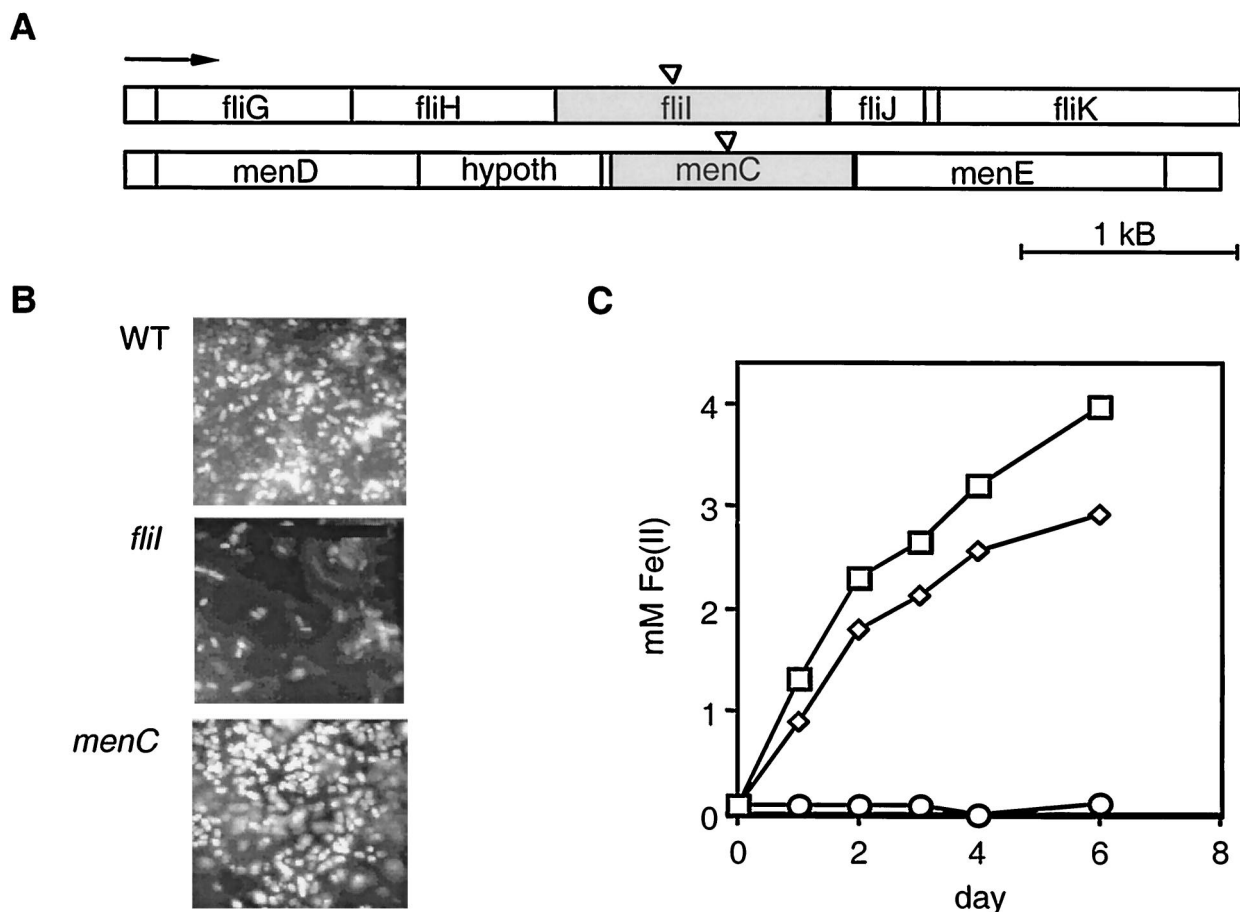 A
fliG fliH fliI fliJ fliK
menD hypoth menC menE
1 kB
B
WT
fliI
menC
C
4
3
2
1
0
mM Fe(II)
0 2 4 6 8
day